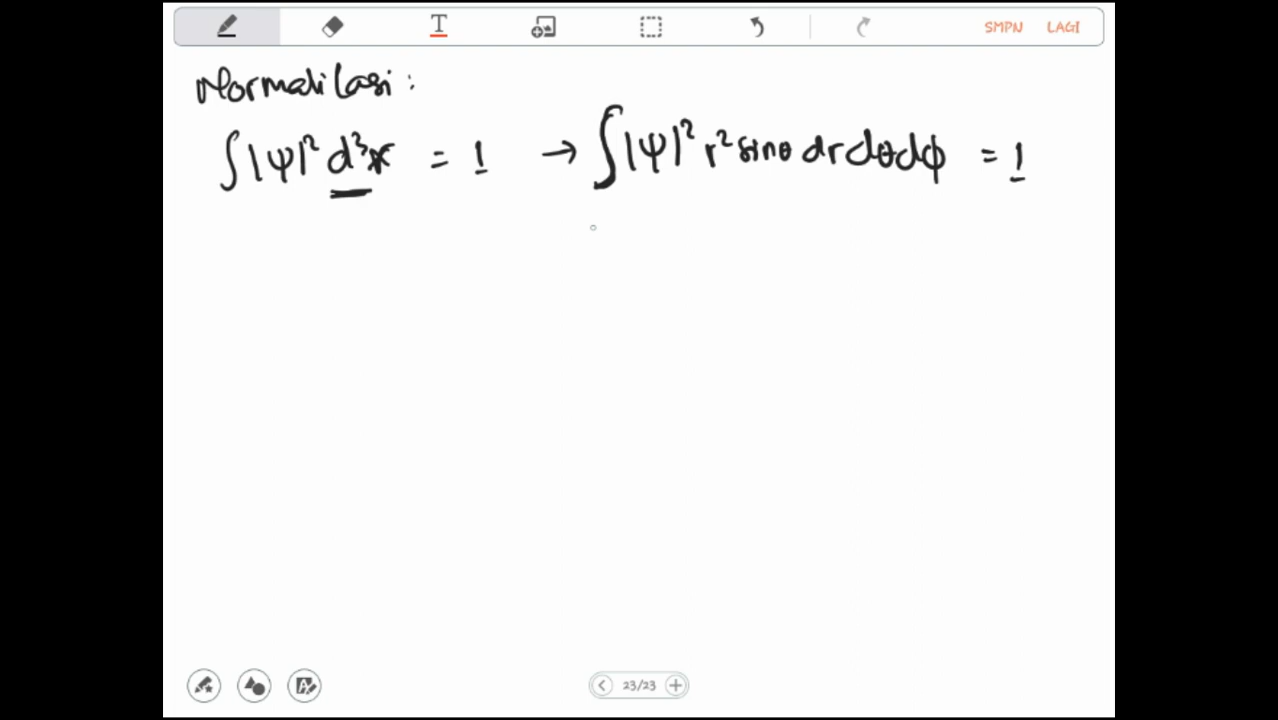 T SMPN LAGI
Normalisasi :
∫|ψ|² d³x = 1 → ∫|ψ|² r² sinθ dr dθ dϕ = 1
23/23